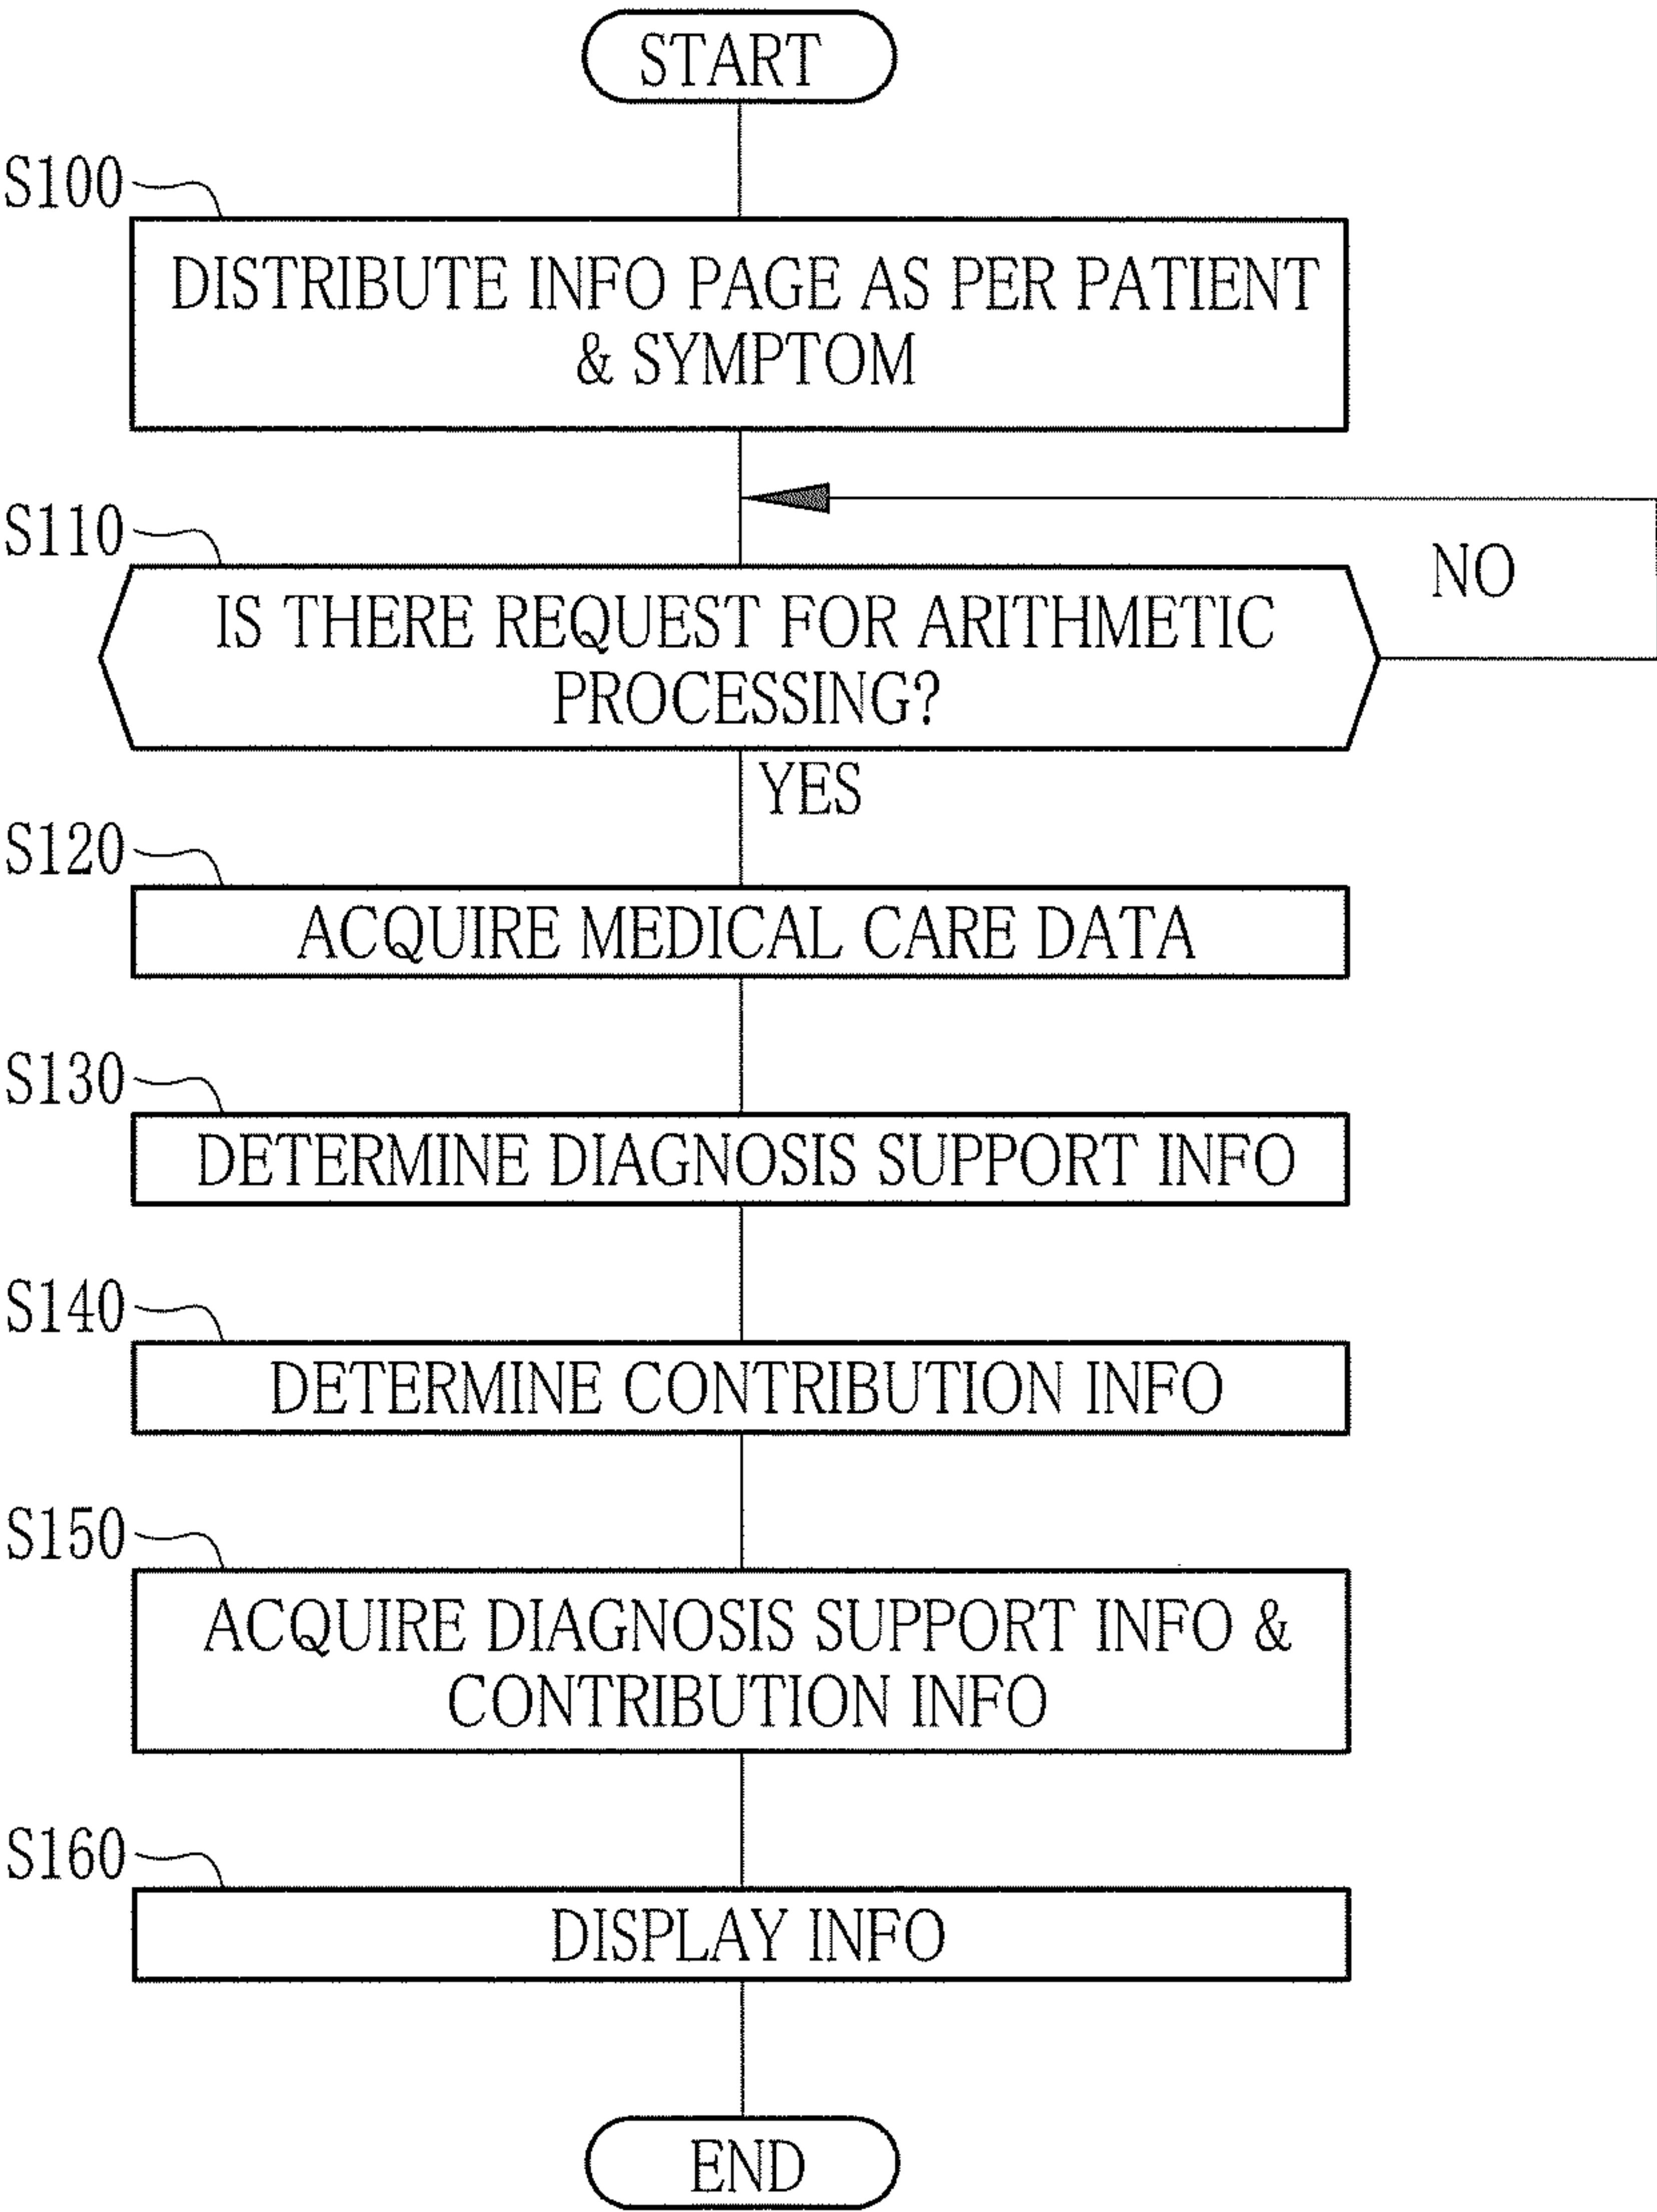 START
S100
DISTRIBUTE INFO PAGE AS PER PATIENT
& SYMPTOM
S110
NO
IS THERE REQUEST FOR ARITHMETIC
PROCESSING?
YES
S120
ACQUIRE MEDICAL CARE DATA
S130
DETERMINE DIAGNOSIS SUPPORT INFO
S140
DETERMINE CONTRIBUTION INFO
S150
ACQUIRE DIAGNOSIS SUPPORT INFO &
CONTRIBUTION INFO
S160
DISPLAY INFO
END